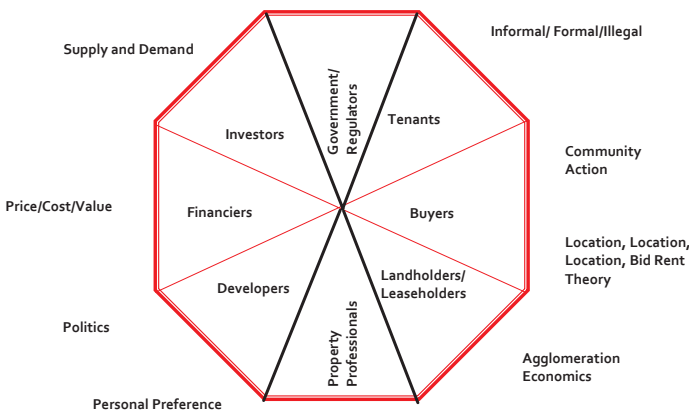 Supply and Demand
Informal/ Formal/Illegal
Government/
Regulators
Investors
Tenants
Community
Action
Price/Cost/Value
Financiers
Buyers
Location, Location,
Location, Bid Rent
Theory
Developers
Landholders/
Leaseholders
Politics
Property
Professionals
Agglomeration
Economics
Personal Preference